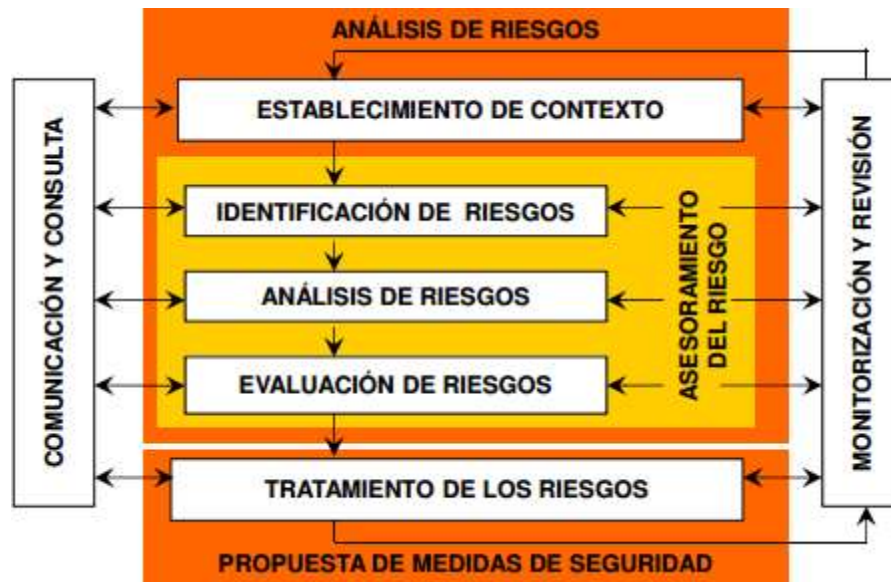 ANÁLISIS DE RIESGOS
ESTABLECIMIENTO DE CONTEXTO
COMUNICACIÓN Y CONSULTA
IDENTIFICACIÓN DE RIESGOS
ANÁLISIS DE RIESGOS
EVALUACIÓN DE RIESGOS
ASESORAMIENTO
DEL RIESGO
MONITORIZACIÓN Y REVISIÓN
TRATAMIENTO DE LOS RIESGOS
PROPUESTA DE MEDIDAS DE SEGURIDAD